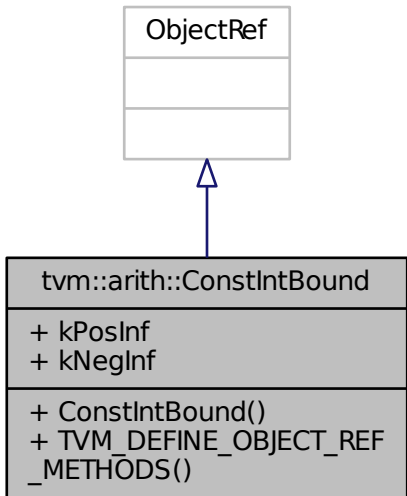 ObjectRef
tvm::arith::ConstIntBound
+ kPosInf
+ kNegInf
+ ConstIntBound()
+ TVM_DEFINE_OBJECT_REF
_METHODS()